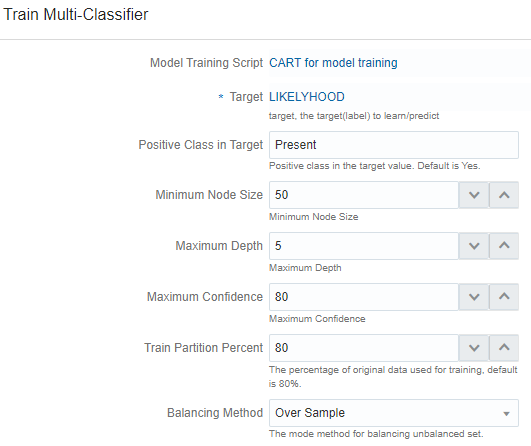 Train Multi-Classifier
Model Training Script CART for model training
* Target LIKELYHOOD
target, the target(label) to learn/predict
Positive Class in Target Present
Positive class in the target value. Default is Yes.
Minimum Node Size 50
Minimum Node Size
Maximum Depth 5
Maximum Depth
Maximum Confidence 80
Maximum Confidence
Train Partition Percent 80
The percentage of original data used for training, default
is 80%.
Balancing Method Over Sample
The mode method for balancing unbalanced set.